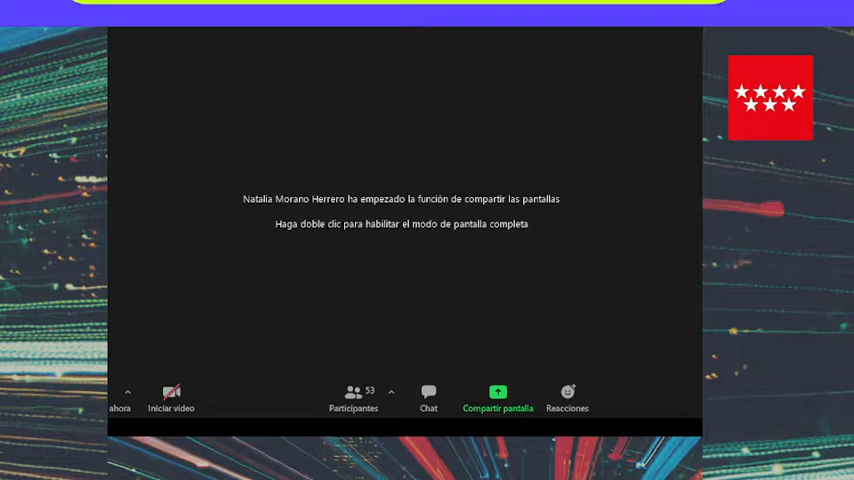 Natalia Morano Herrero ha empezado la función de compartir las pantallas
Haga doble clic para habilitar el modo de pantalla completa
53
ahora Iniciar video Participantes Chat Compartir pantalla Reacciones